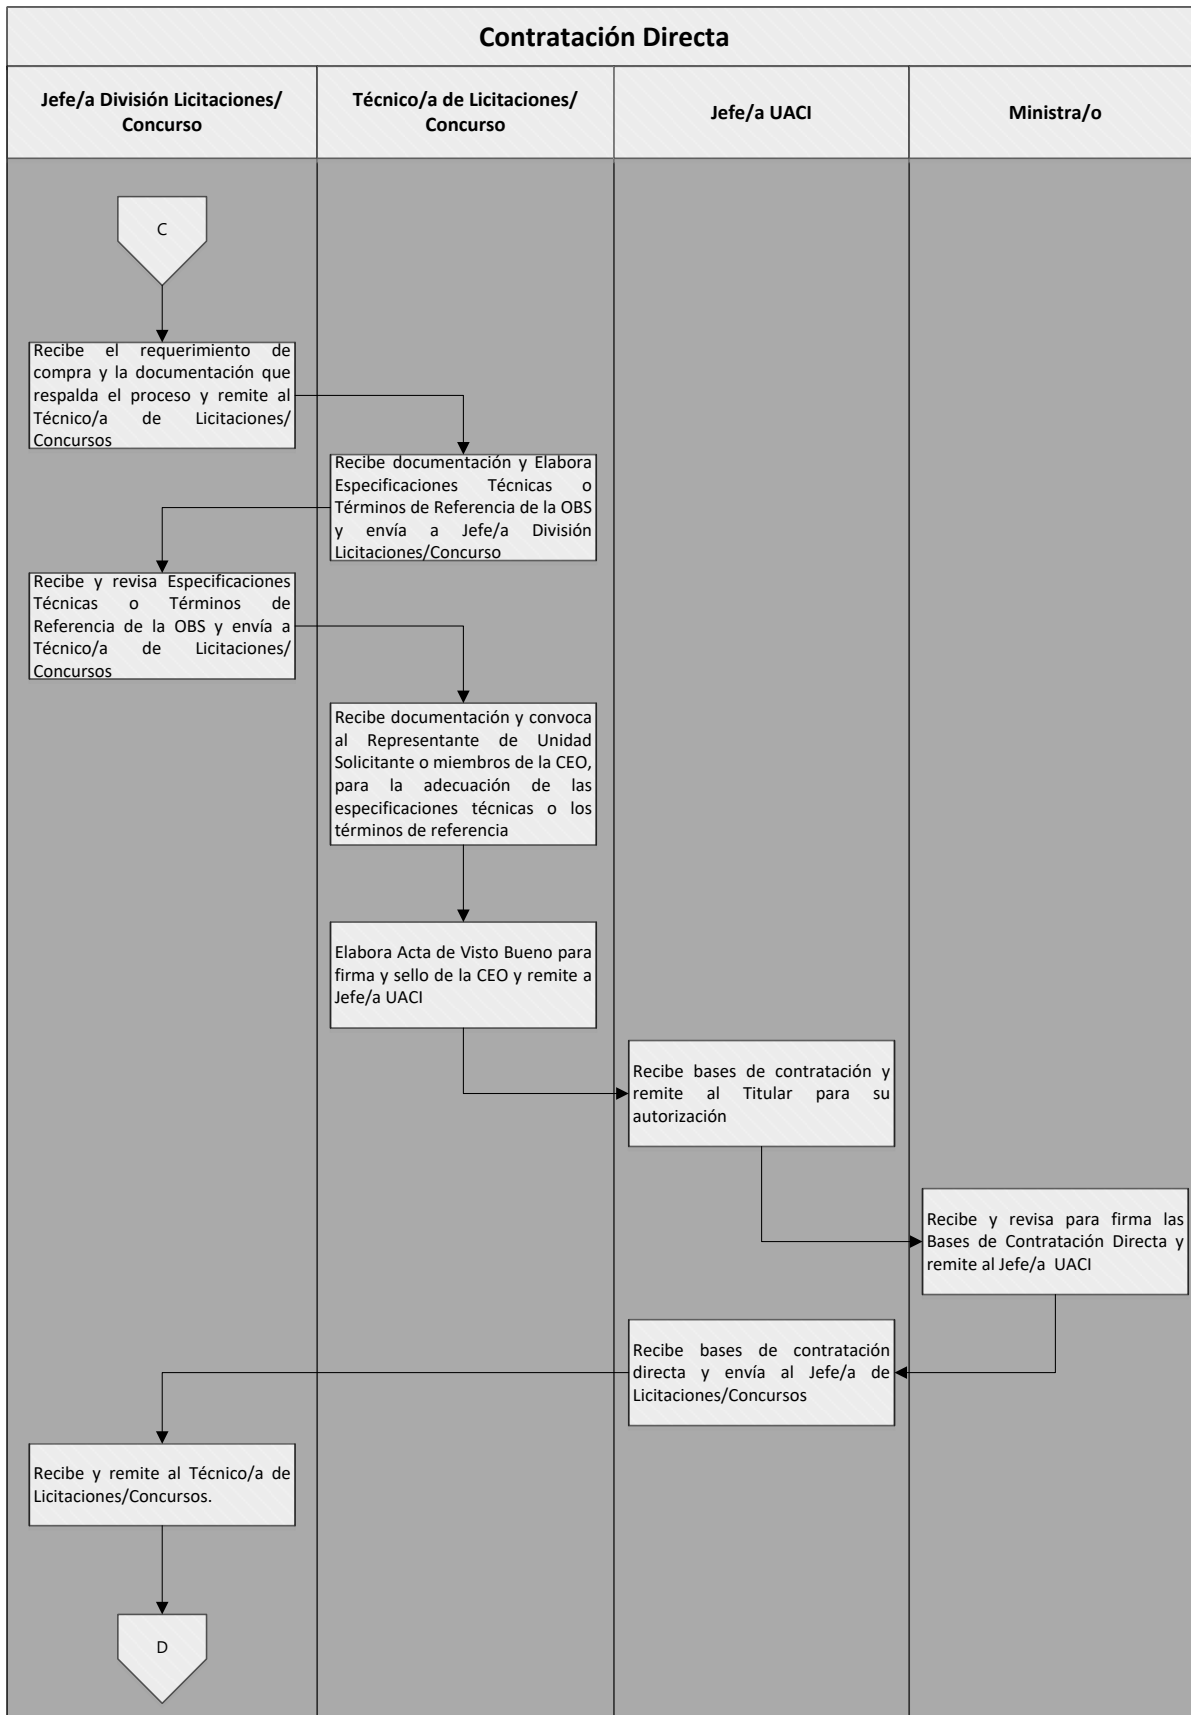 Contratación Directa
Jefe/a División Licitaciones/
Concurso
Técnico/a de Licitaciones/
Concurso
Jefe/a UACI
Ministra/o
C
Recibe el requerimiento de
compra y la documentación que
respalda el proceso y remite al
Técnico/a de Licitaciones/
Concursos
Recibe documentación y Elabora
Especificaciones Técnicas o
Términos de Referencia de la OBS
y envía a Jefe/a División
Licitaciones/Concurso
Recibe y revisa Especificaciones
Técnicas o Términos de
Referencia de la OBS y envía a
Técnico/a de Licitaciones/
Concursos
Recibe documentación y convoca
al Representante de Unidad
Solicitante o miembros de la CEO,
para la adecuación de las
especificaciones técnicas o los
términos de referencia
Elabora Acta de Visto Bueno para
firma y sello de la CEO y remite a
Jefe/a UACI
Recibe bases de contratación y
remite al Titular para su
autorización
Recibe y revisa para firma las
Bases de Contratación Directa y
remite al Jefe/a UACI
Recibe bases de contratación
directa y envía al Jefe/a de
Licitaciones/Concursos
Recibe y remite al Técnico/a de
Licitaciones/Concursos.
D